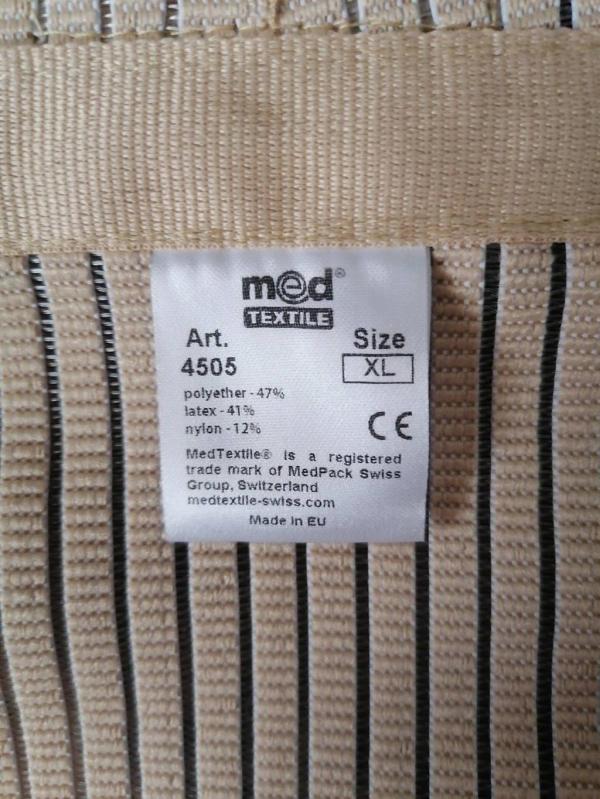 med®
TEXTILE
Art. Size
4505 XL
polyether - 47%
latex - 41%
nylon - 12%
CE
MedTextile® is a registered
trade mark of MedPack Swiss
Group, Switzerland
medtextile-swiss.com
Made in EU